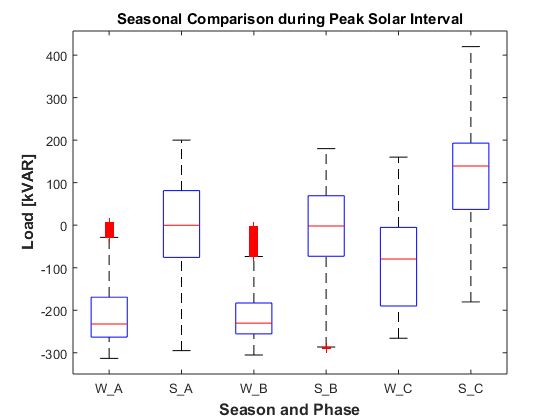 Seasonal Comparison during Peak Solar Interval
Load [kVAR]
400
300
200
100
0
-100
-200
-300
W_A S_A W_B S_B W_C S_C
Season and Phase